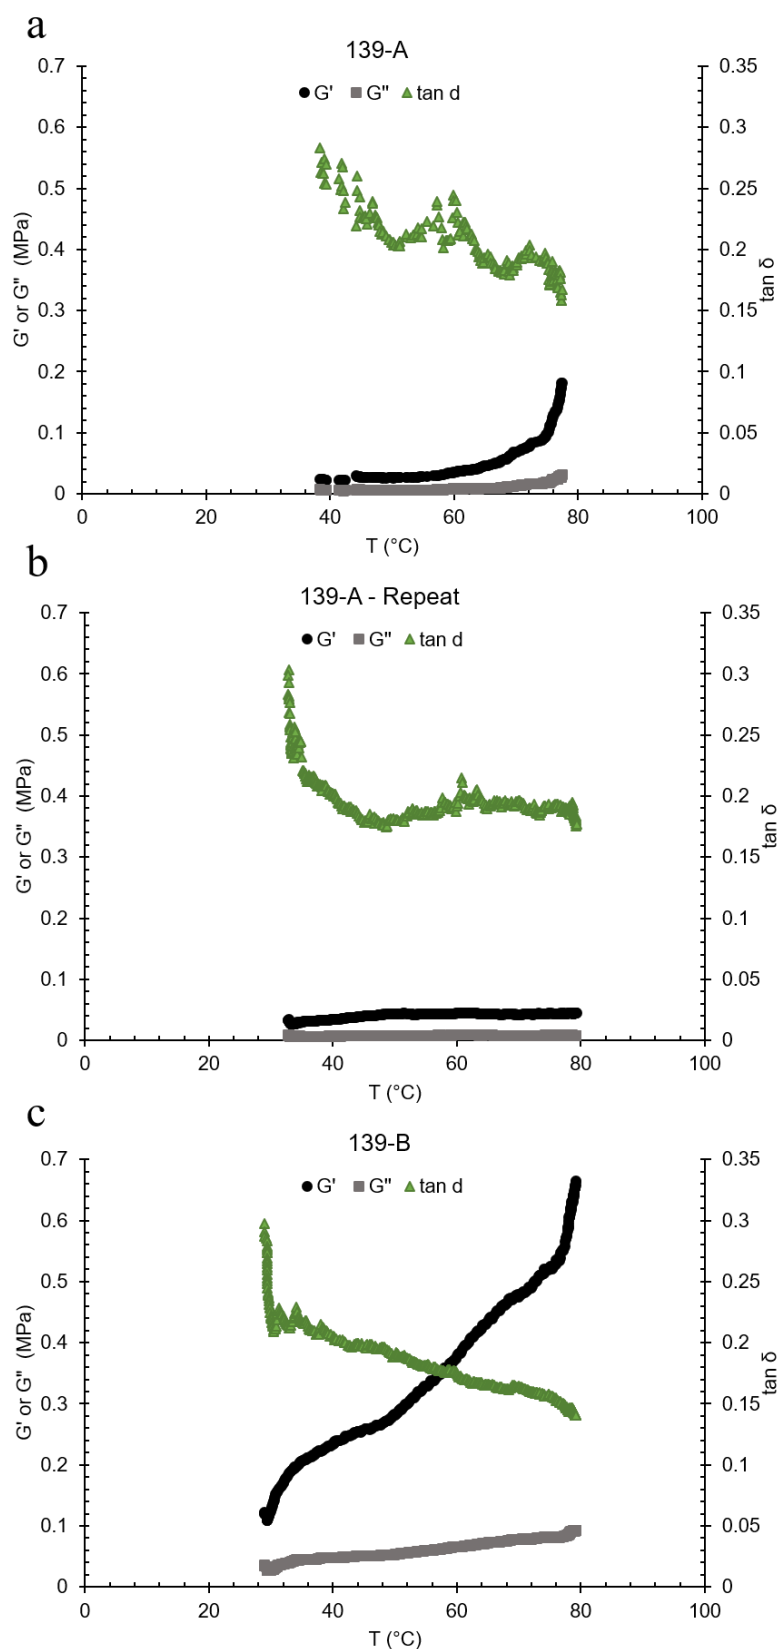 a
139-A
G' G" tan d
0.7
0.6
0.5
0.4
0.3
0.2
0.1
0
G' or G" (MPa)
0.35
0.3
0.25
0.2
0.15
0.1
0.05
0
tan δ
0 20 40 60 80 100
T (°C)
b
139-A - Repeat
G' G" tan d
0.7
0.6
0.5
0.4
0.3
0.2
0.1
0
G' or G" (MPa)
0.35
0.3
0.25
0.2
0.15
0.1
0.05
0
tan δ
0 20 40 60 80 100
T (°C)
c
139-B
G' G" tan d
0.7
0.6
0.5
0.4
0.3
0.2
0.1
0
G' or G" (MPa)
0.35
0.3
0.25
0.2
0.15
0.1
0.05
0
tan δ
0 20 40 60 80 100
T (°C)